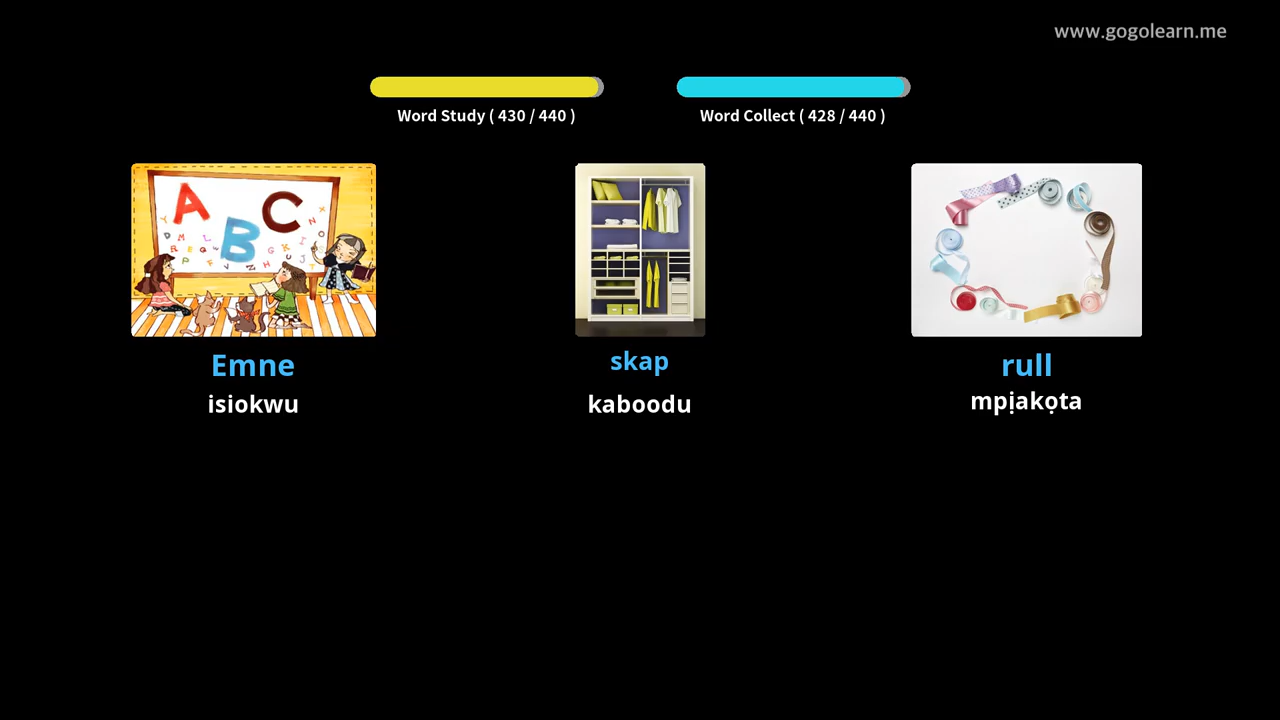 www.gogolearn.me
Word Study ( 430 / 440 )
Word Collect ( 428 / 440 )
A B C
Emne
skap
rull
isiokwu
kaboodu
mpịakọta